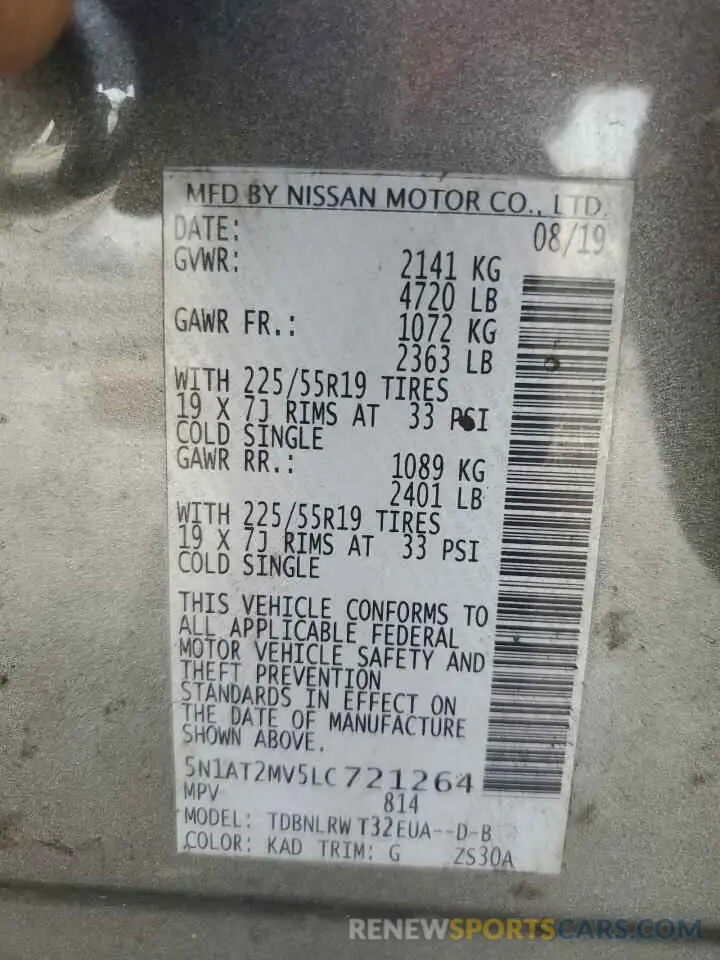 MFD BY NISSAN MOTOR CO., LTD.
DATE: 08/19
GVWR: 2141 KG
4720 LB
GAWR FR.: 1072 KG
2363 LB
WITH 225/55R19 TIRES
19 X 7J RIMS AT 33 PSI
COLD SINGLE
GAWR RR.: 1089 KG
2401 LB
WITH 225/55R19 TIRES
19 X 7J RIMS AT 33 PSI
COLD SINGLE
THIS VEHICLE CONFORMS TO
ALL APPLICABLE FEDERAL
MOTOR VEHICLE SAFETY AND
THEFT PREVENTION
STANDARDS IN EFFECT ON
THE DATE OF MANUFACTURE
SHOWN ABOVE.
5N1AT2MV5LC721264
MPV 814
MODEL: TDBNLRW T32EUA--D-B
COLOR: KAD TRIM: G ZS30A
RENEWSPORTSCARS.COM